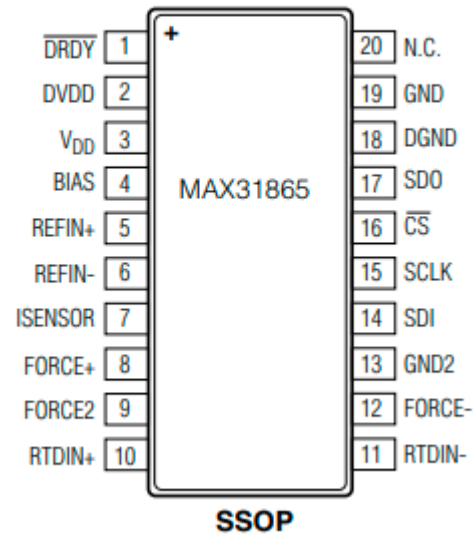 DRDY 1 + 20 N.C.
DVDD 2 19 GND
VDD 3 18 DGND
BIAS 4 MAX31865 17 SDO
REFIN+ 5 16 CS
REFIN- 6 15 SCLK
ISENSOR 7 14 SDI
FORCE+ 8 13 GND2
FORCE2 9 12 FORCE-
RTDIN+ 10 11 RTDIN-
SSOP